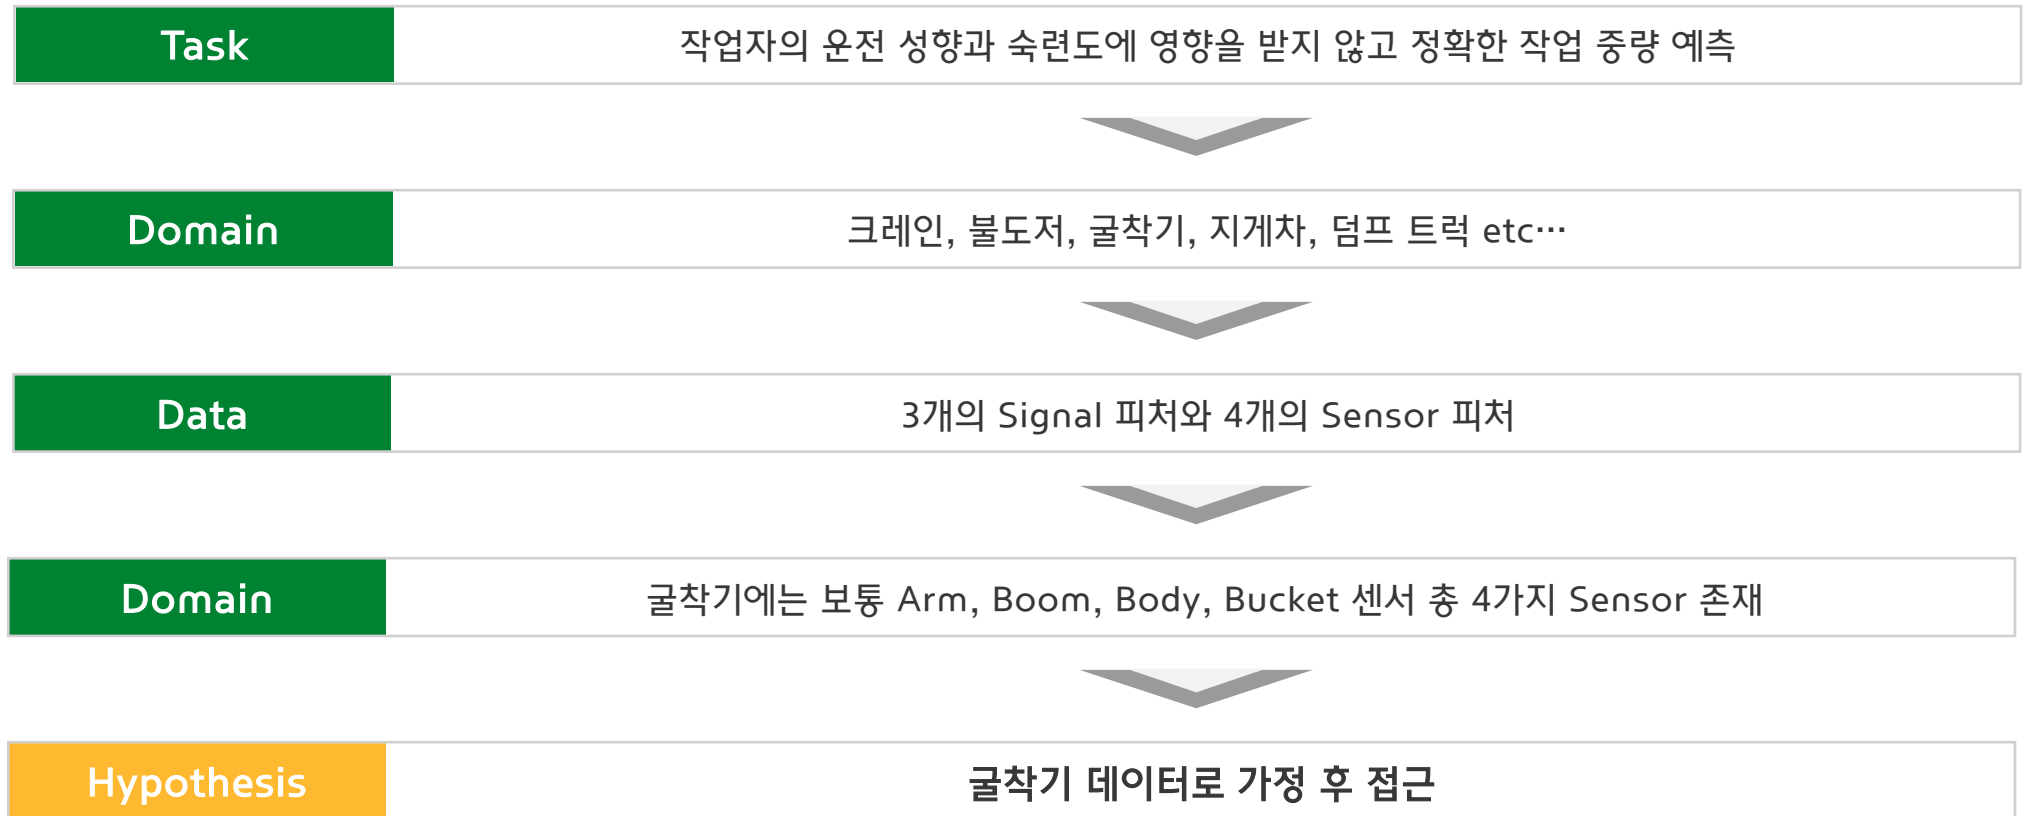 Task
작업자의 운전 성향과 숙련도에 영향을 받지 않고 정확한 작업 중량 예측
Domain
크레인, 불도저, 굴착기, 지게차, 덤프 트럭 etc…
Data
3개의 Signal 피처와 4개의 Sensor 피처
Domain
굴착기에는 보통 Arm, Boom, Body, Bucket 센서 총 4가지 Sensor 존재
Hypothesis
굴착기 데이터로 가정 후 접근